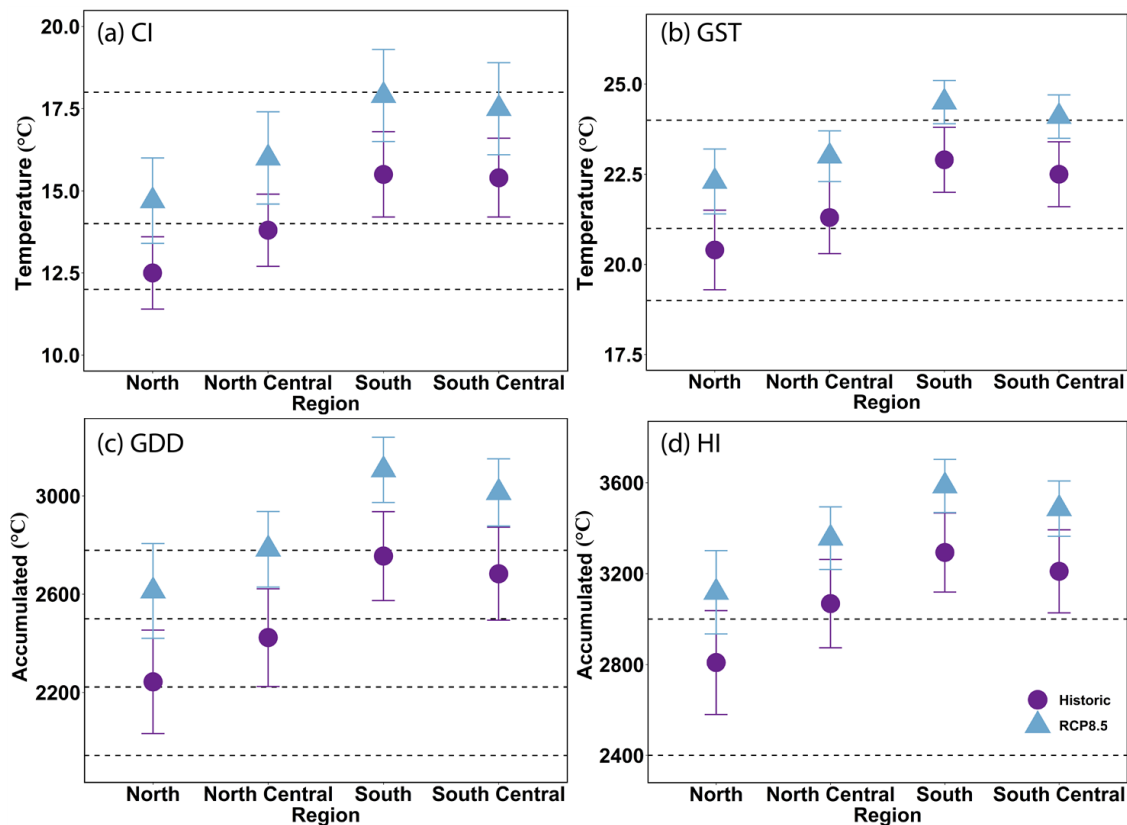 (a) CI
20.0
17.5
15.0
12.5
10.0
Temperature (°C)
North North Central South South Central
Region
(b) GST
25.0
22.5
20.0
17.5
Temperature (°C)
North North Central South South Central
Region
(c) GDD
3000
2600
2200
Accumulated (°C)
North North Central South South Central
Region
(d) HI
3600
3200
2800
2400
Accumulated (°C)
Historic
RCP8.5
North North Central South South Central
Region